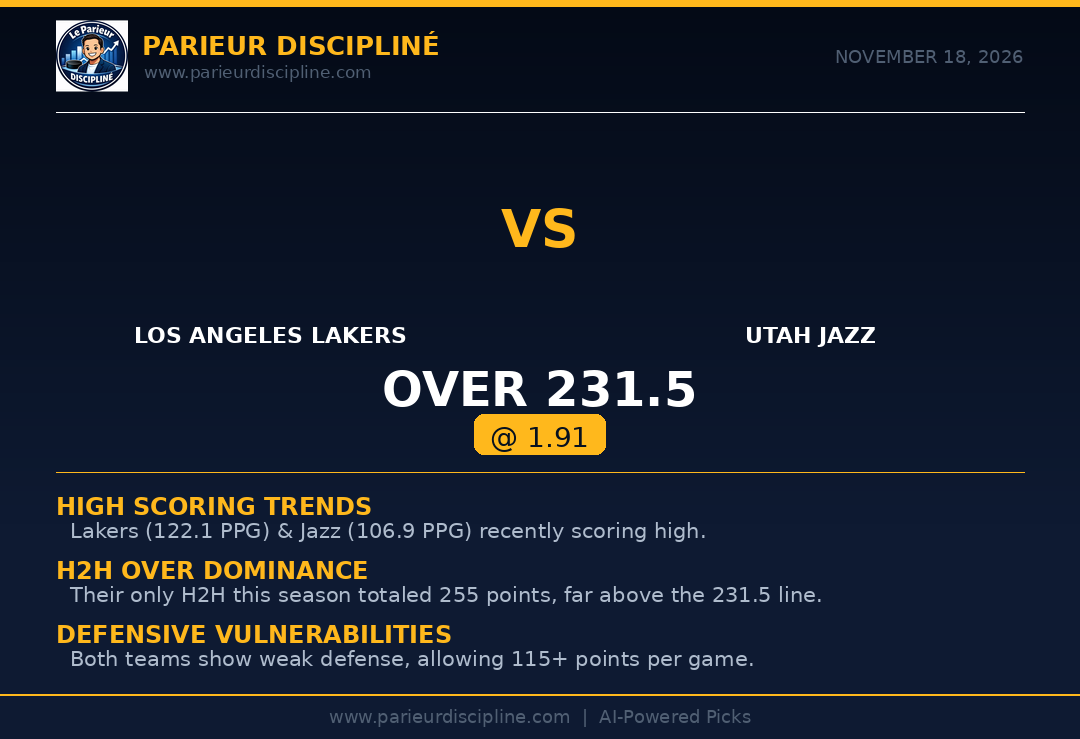 Le Parieur
DISCIPLINÉ
PARIEUR DISCIPLINÉ
www.parieurdiscipline.com
NOVEMBER 18, 2026
VS
LOS ANGELES LAKERS
UTAH JAZZ
OVER 231.5
@ 1.91
HIGH SCORING TRENDS
Lakers (122.1 PPG) & Jazz (106.9 PPG) recently scoring high.
H2H OVER DOMINANCE
Their only H2H this season totaled 255 points, far above the 231.5 line.
DEFENSIVE VULNERABILITIES
Both teams show weak defense, allowing 115+ points per game.
www.parieurdiscipline.com | AI-Powered Picks